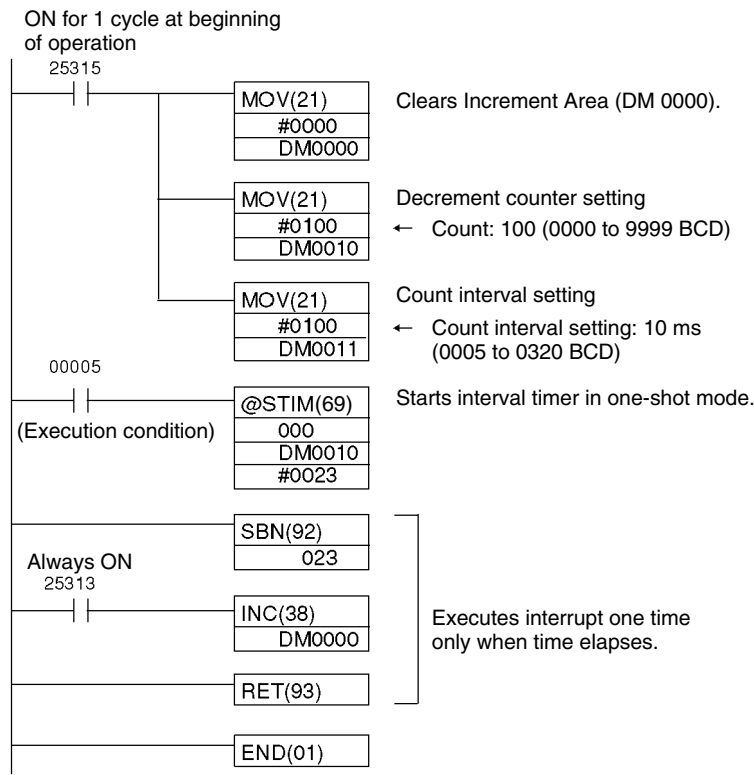 ON for 1 cycle at beginning
of operation
25315
MOV(21)
#0000
DM0000
Clears Increment Area (DM 0000).
MOV(21)
#0100
DM0010
Decrement counter setting
← Count: 100 (0000 to 9999 BCD)
MOV(21)
#0100
DM0011
Count interval setting
← Count interval setting: 10 ms
(0005 to 0320 BCD)
00005
(Execution condition)
@STIM(69)
000
DM0010
#0023
Starts interval timer in one-shot mode.
SBN(92)
023
Always ON
25313
INC(38)
DM0000
Executes interrupt one time
only when time elapses.
RET(93)
END(01)